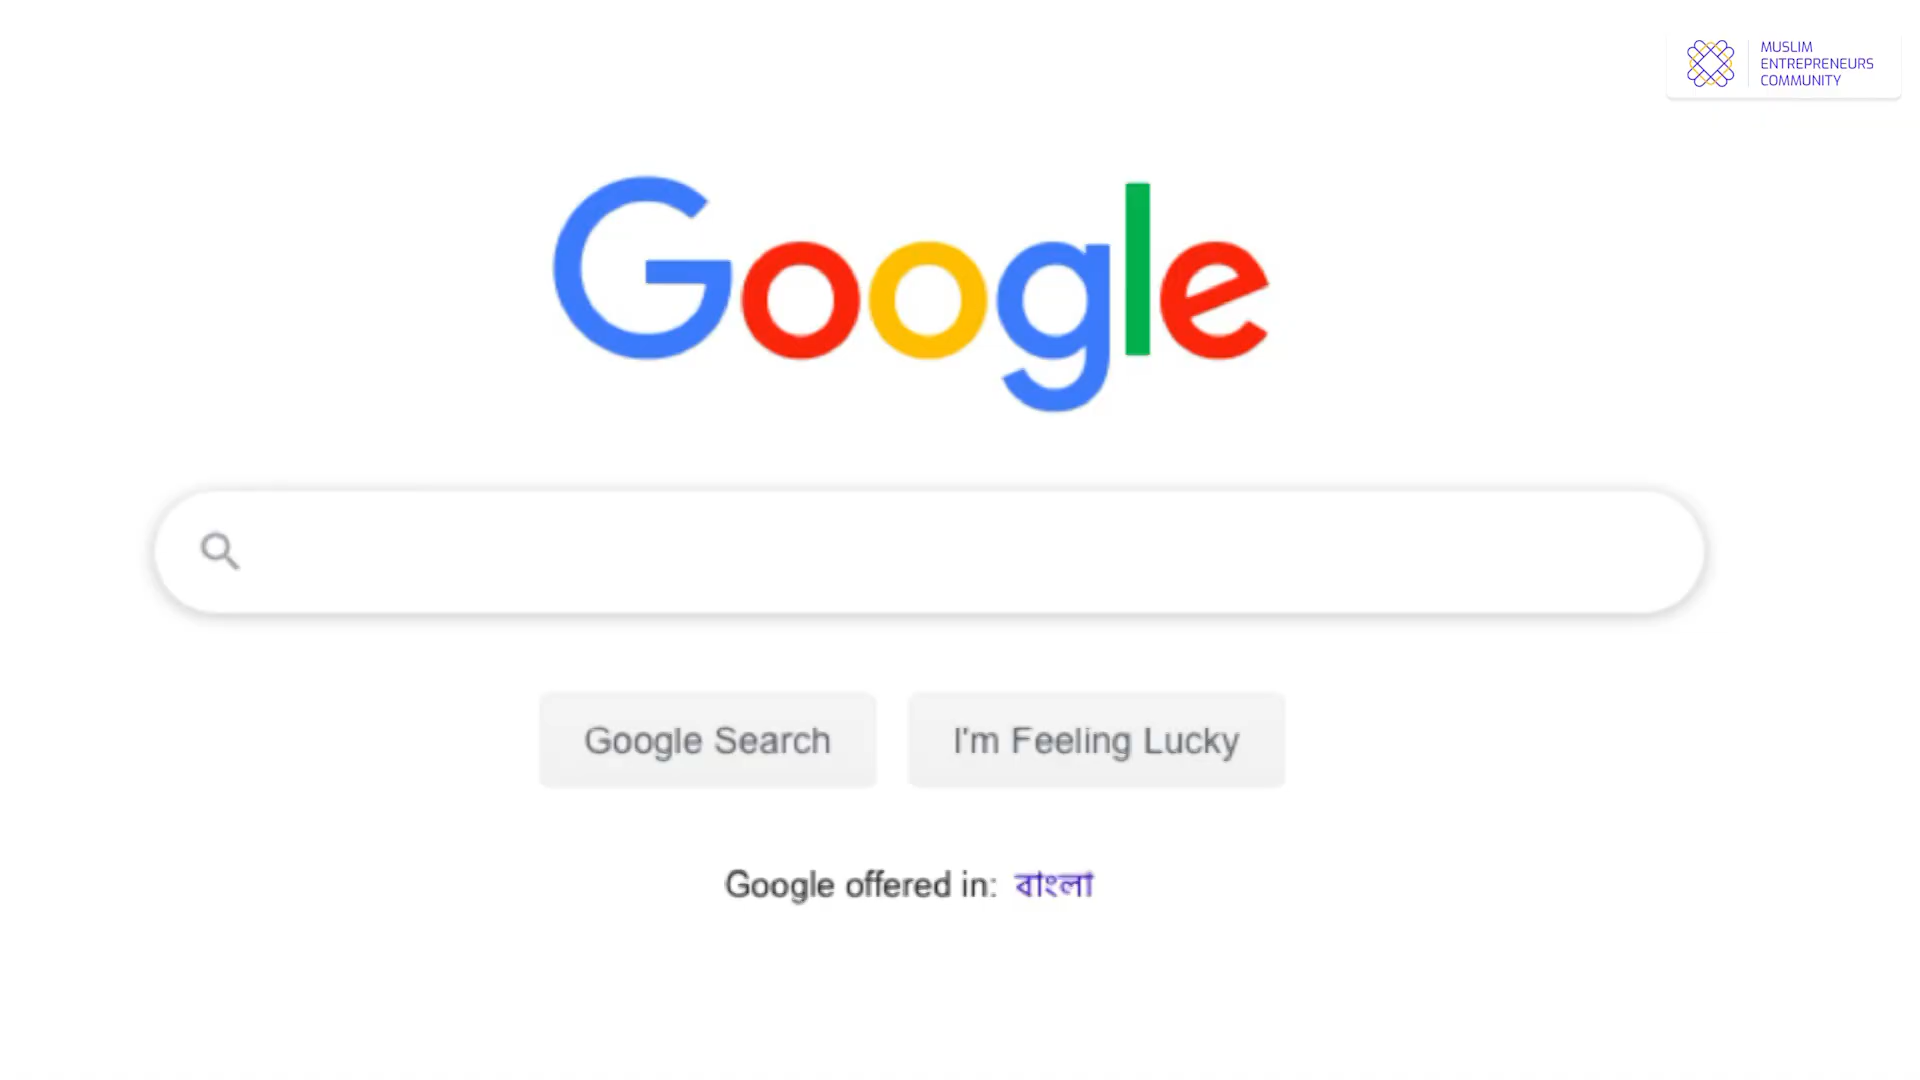 MUSLIM
ENTREPRENEURS
COMMUNITY
Google
Google Search
I'm Feeling Lucky
Google offered in: বাংলা